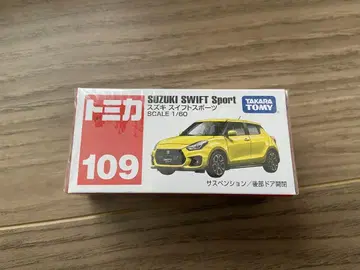 トミカ
109
SUZUKI SWIFT Sport
スズキ スイフトスポーツ
SCALE 1/60
TAKARA
TOMY
サスペンション／後部ドア開閉